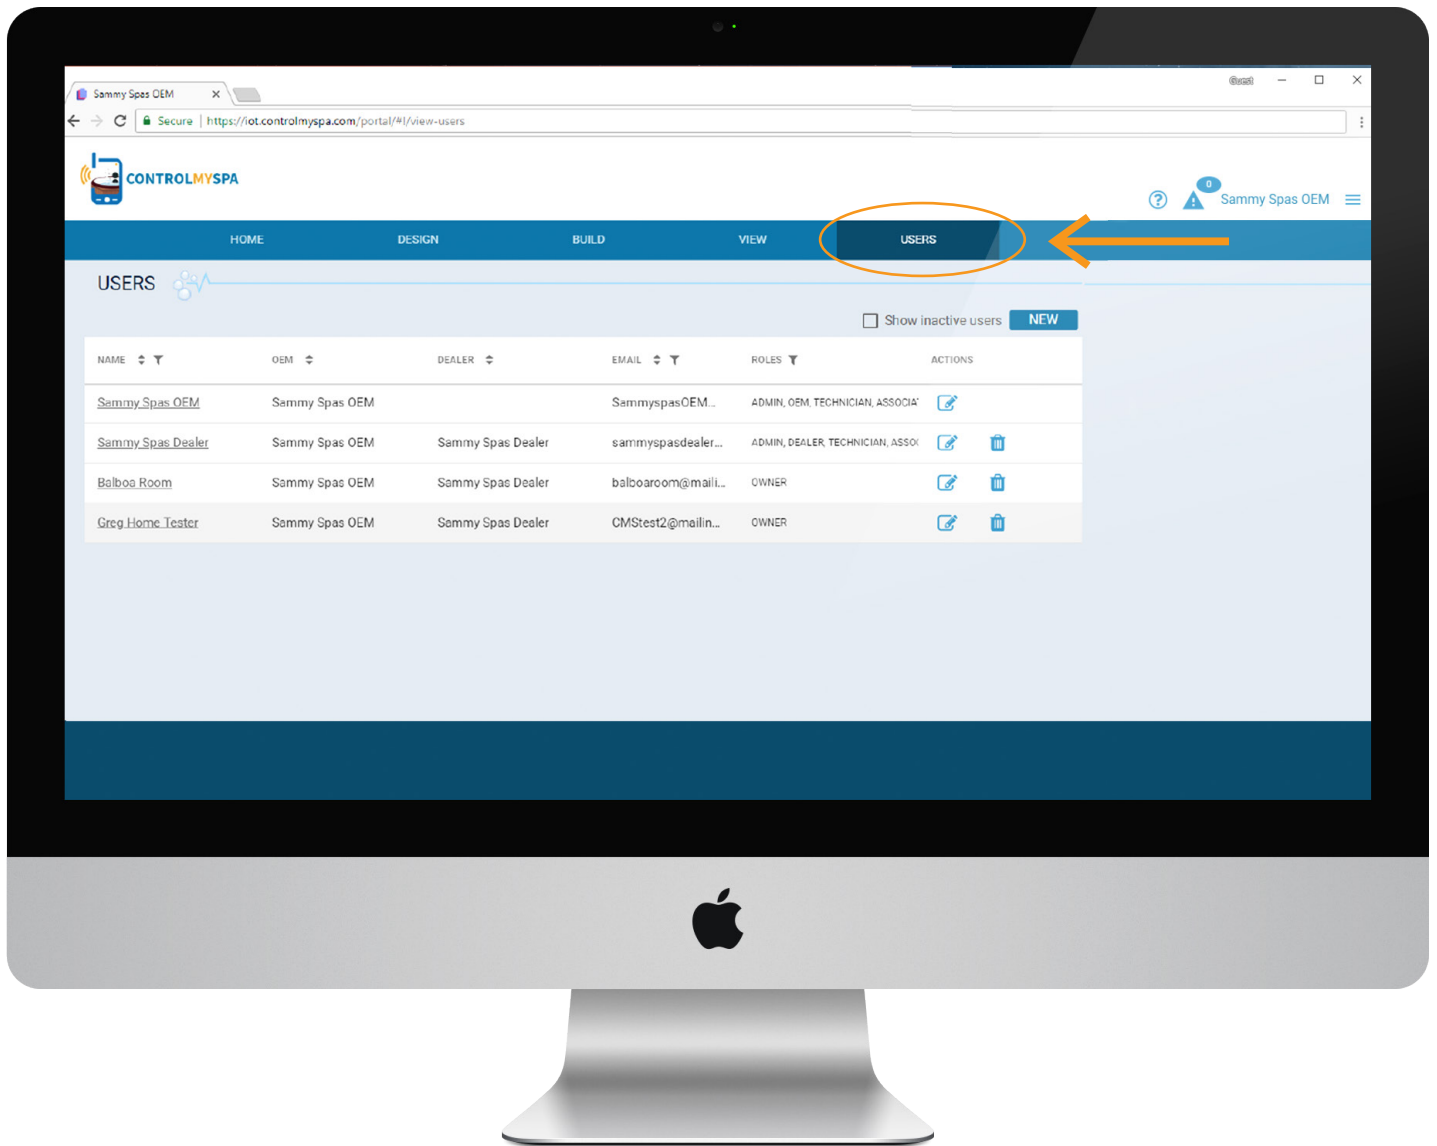 Guest
Sammy Spas OEM
Secure | https://iot.controlmyspa.com/portal/#!/view-users
CONTROLMYSPA
? 0 Sammy Spas OEM
HOME DESIGN BUILD VIEW USERS
USERS
Show inactive users NEW
NAME OEM DEALER EMAIL ROLES ACTIONS
Sammy Spas OEM Sammy Spas OEM SammyspasOEM... ADMIN, OEM, TECHNICIAN, ASSOCIA
Sammy Spas Dealer Sammy Spas OEM Sammy Spas Dealer sammyspasdealer... ADMIN, DEALER, TECHNICIAN, ASSO
Balboa Room Sammy Spas OEM Sammy Spas Dealer balboaroom@maili... OWNER
Greg Home Tester Sammy Spas OEM Sammy Spas Dealer CMStest2@mailin... OWNER